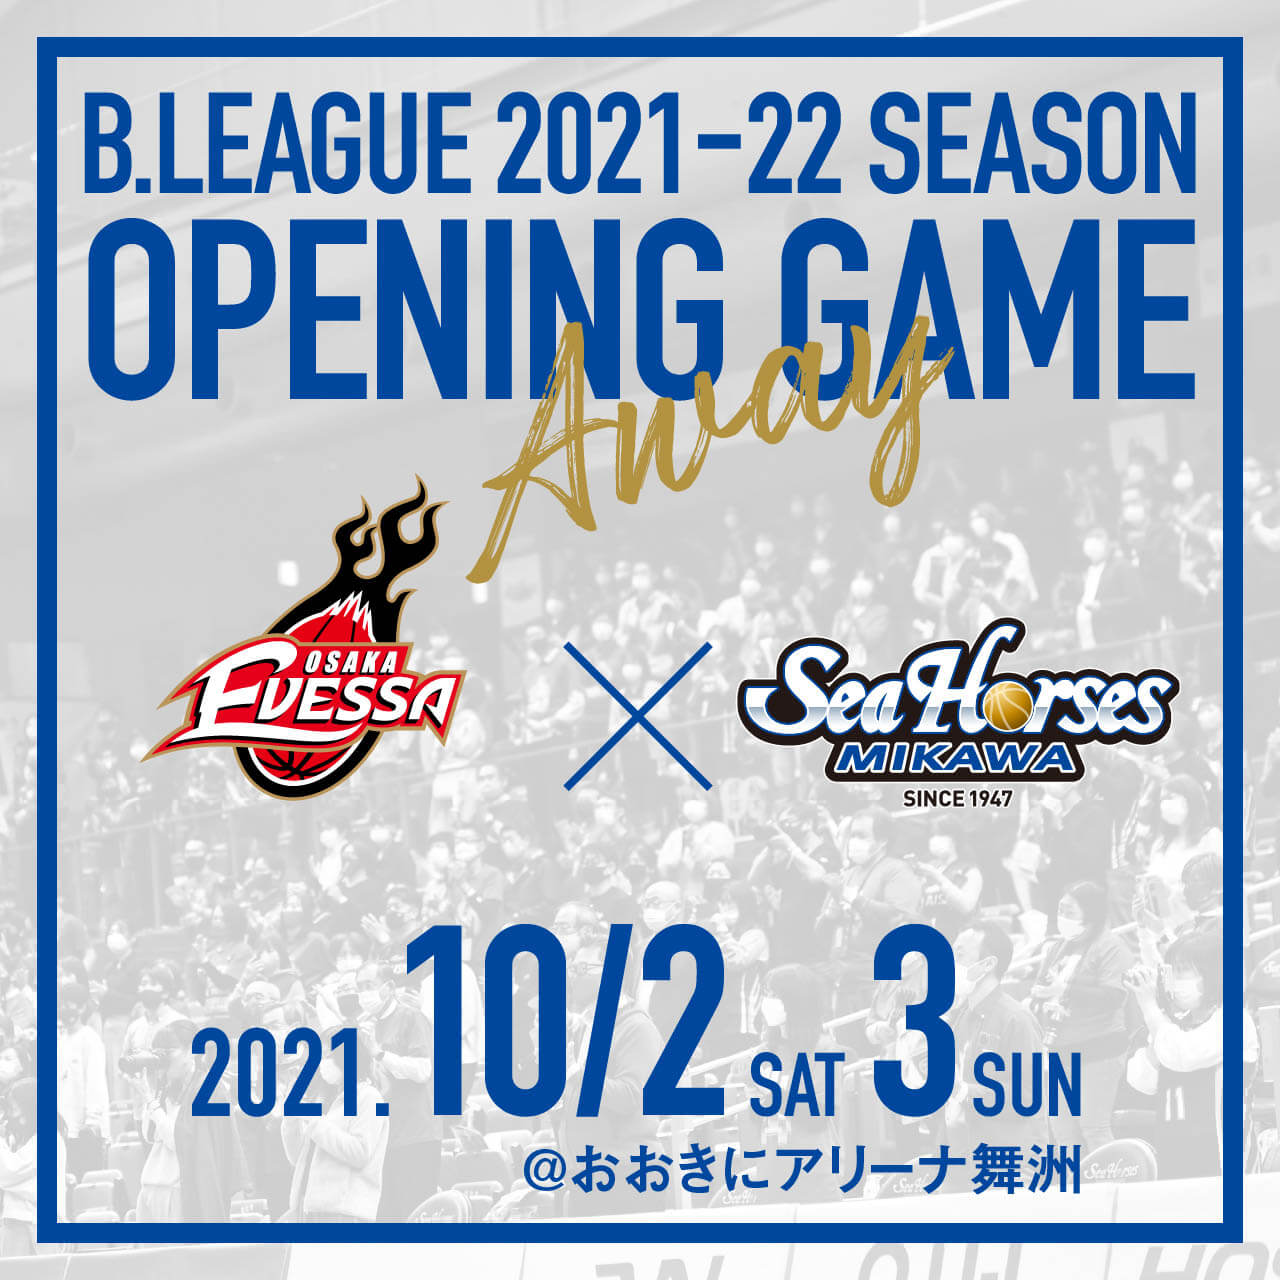 B.LEAGUE 2021-22 SEASON
OPENING GAME
Away
OSAKA
EVESSA
×
SeaHorses
MIKAWA
SINCE 1947
2021. 10/2 SAT 3 SUN
@おおきにアリーナ舞洲
SeaHorses